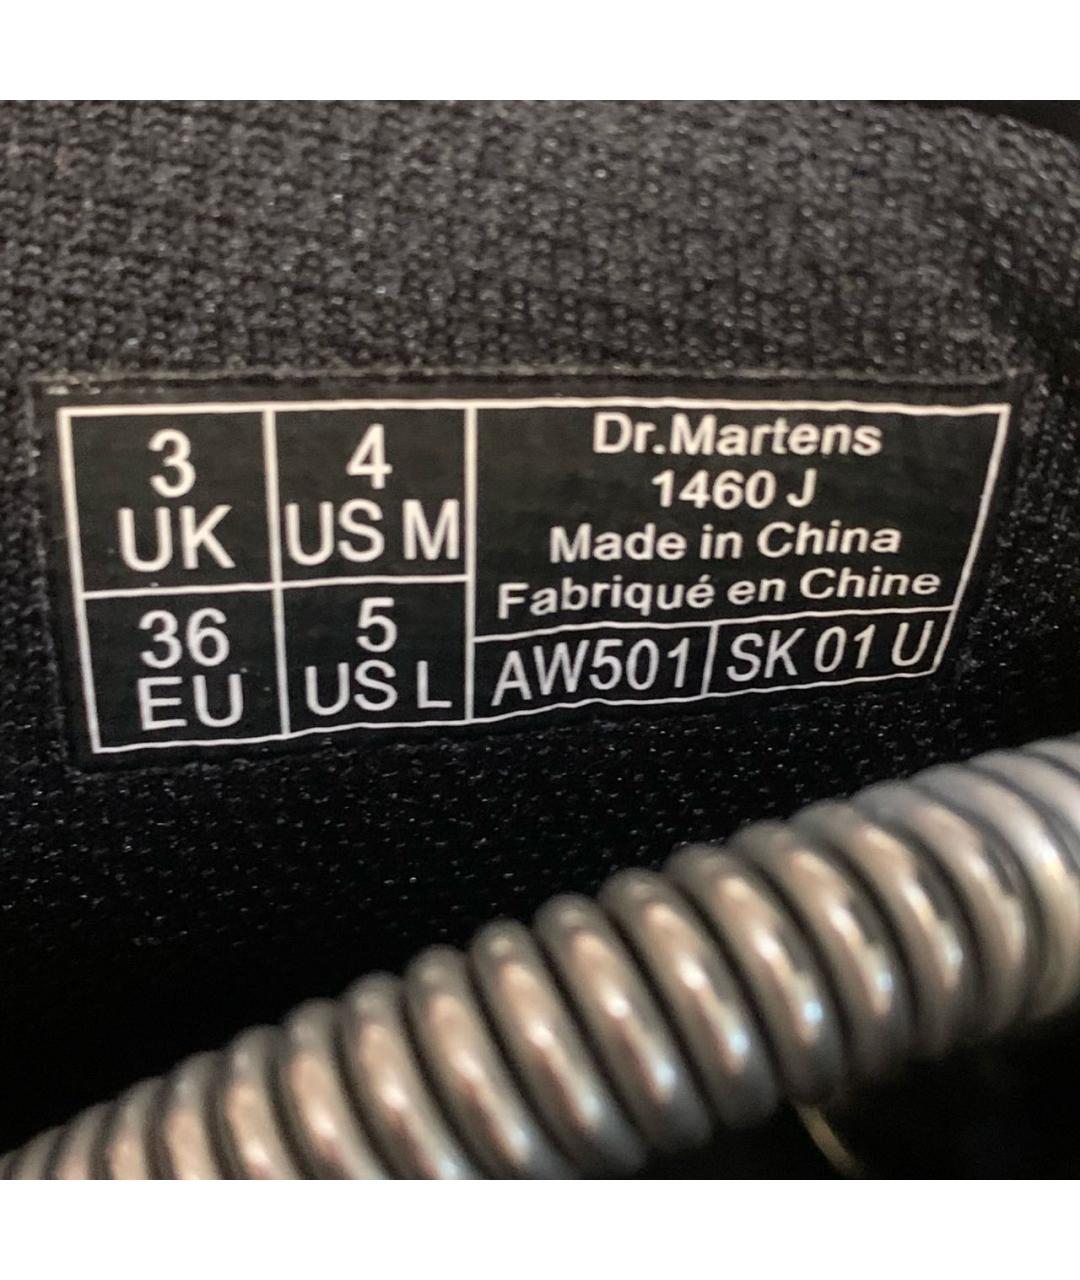 3
UK
4
US M
36
EU
5
US L
Dr.Martens
1460 J
Made in China
Fabriqué en Chine
AW501
SK 01 U